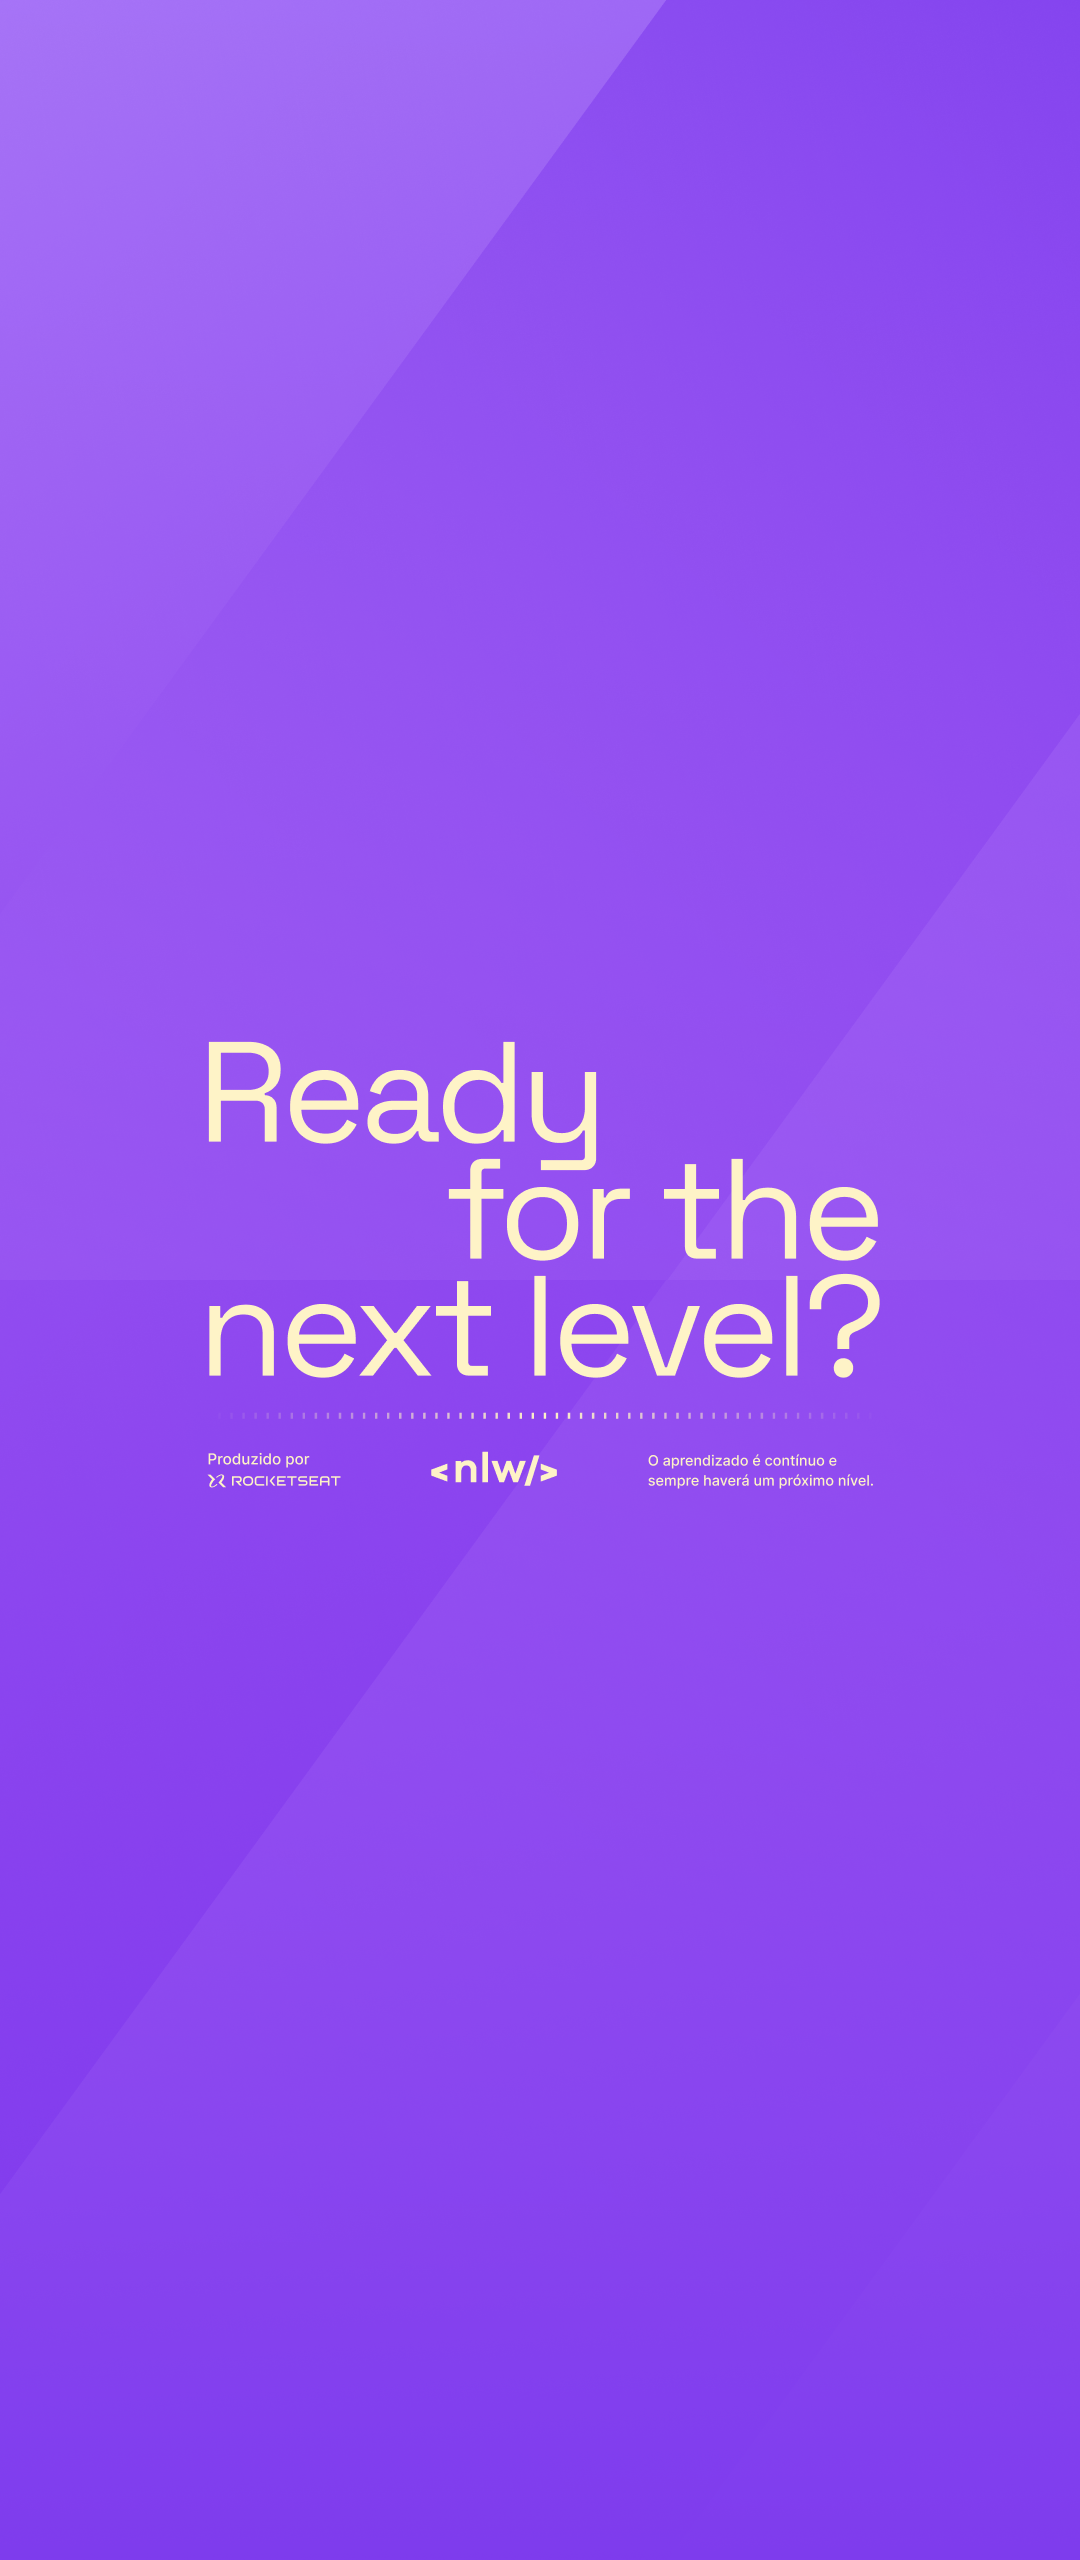 Ready
for the
next level?
Produzido por
ROCKETSEAT
<nlw/>
O aprendizado é contínuo e
sempre haverá um próximo nível.